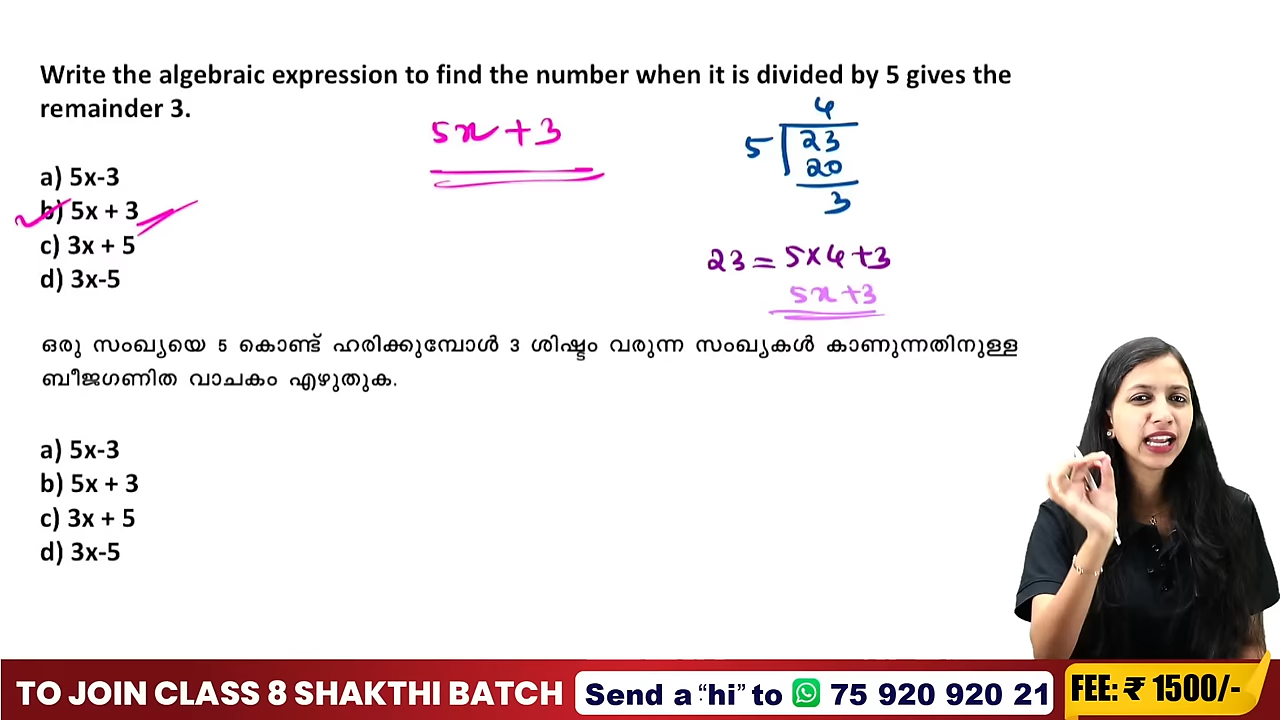 Write the algebraic expression to find the number when it is divided by 5 gives the
remainder 3.
5x + 3
a) 5x-3
b) 5x + 3
c) 3x + 5
d) 3x-5
4
5 23
20
3
23 = 5x4+3
5x+3
ഒരു സംഖ്യയെ 5 കൊണ്ട് ഹരിക്കുമ്പോൾ 3 ശിഷ്ടം വരുന്ന സംഖ്യകൾ കാണുന്നതിനുള്ള
ബീജഗണിത വാചകം എഴുതുക.
a) 5x-3
b) 5x + 3
c) 3x + 5
d) 3x-5
TO JOIN CLASS 8 SHAKTHI BATCH Send a “hi” to 75 920 920 21 FEE: ₹ 1500/-